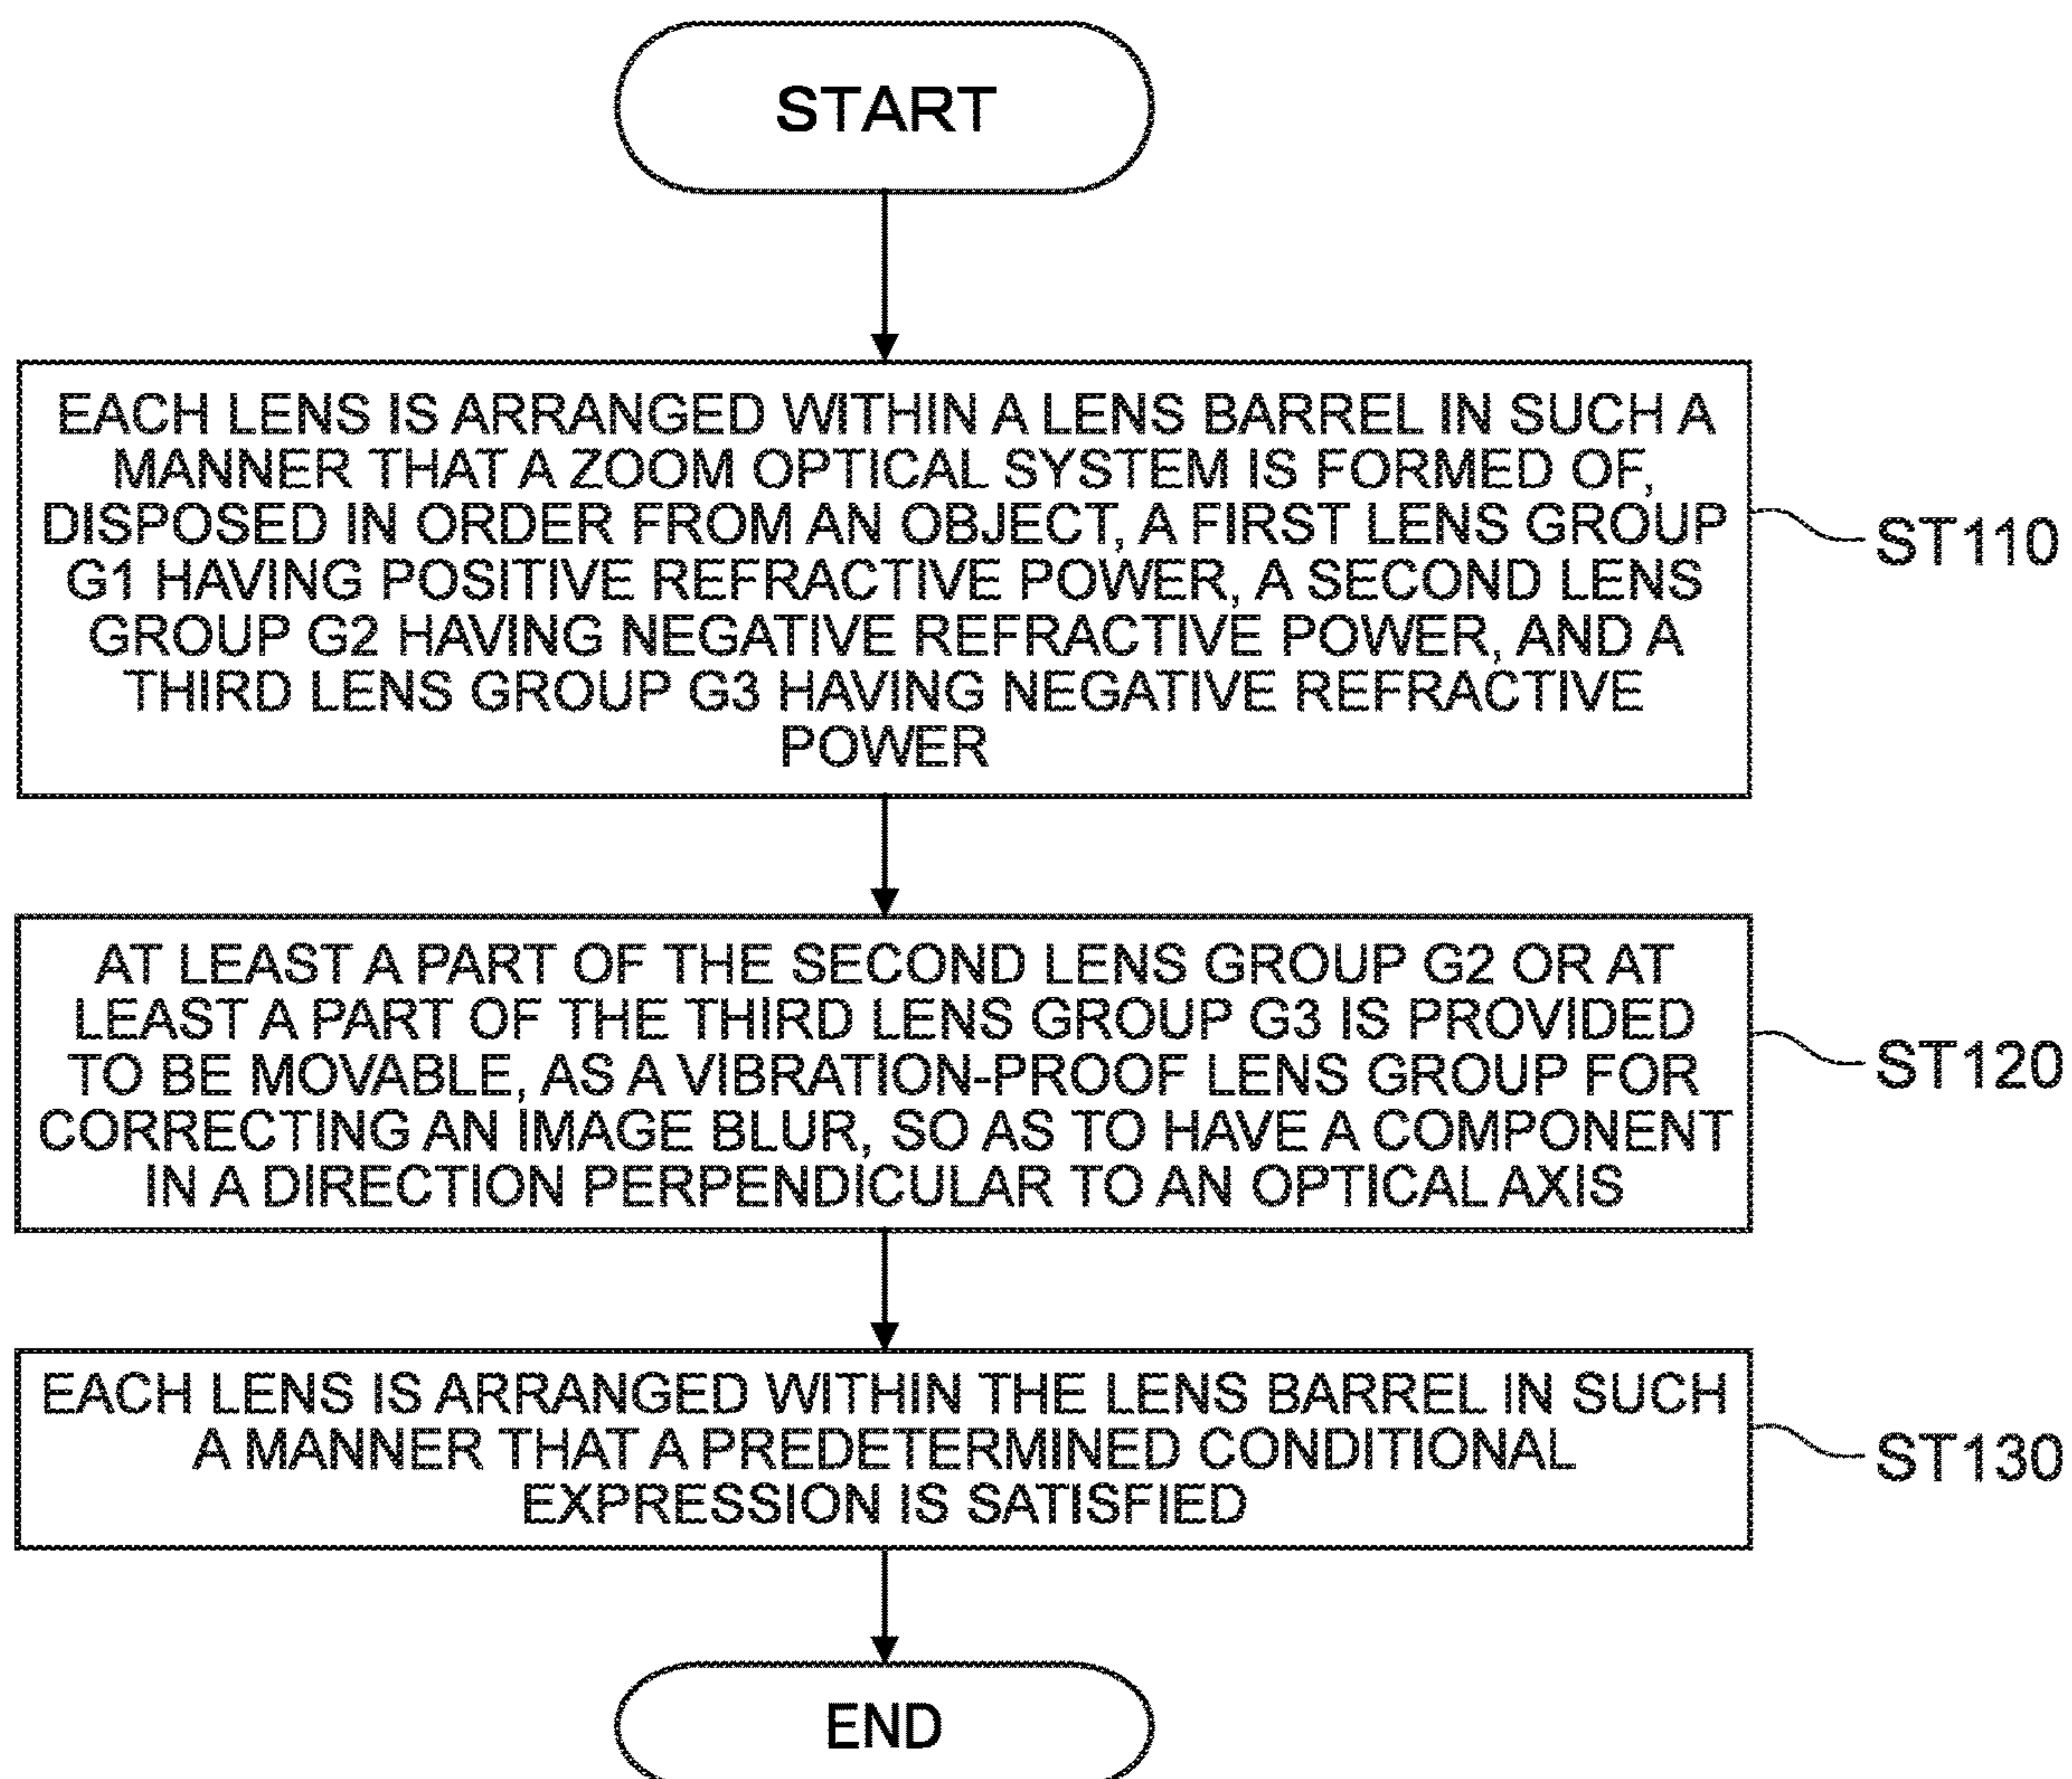 START
EACH LENS IS ARRANGED WITHIN A LENS BARREL IN SUCH A
MANNER THAT A ZOOM OPTICAL SYSTEM IS FORMED OF,
DISPOSED IN ORDER FROM AN OBJECT, A FIRST LENS GROUP
G1 HAVING POSITIVE REFRACTIVE POWER, A SECOND LENS
GROUP G2 HAVING NEGATIVE REFRACTIVE POWER, AND A
THIRD LENS GROUP G3 HAVING NEGATIVE REFRACTIVE
POWER
ST110
AT LEAST A PART OF THE SECOND LENS GROUP G2 OR AT
LEAST A PART OF THE THIRD LENS GROUP G3 IS PROVIDED
TO BE MOVABLE, AS A VIBRATION-PROOF LENS GROUP FOR
CORRECTING AN IMAGE BLUR, SO AS TO HAVE A COMPONENT
IN A DIRECTION PERPENDICULAR TO AN OPTICAL AXIS
ST120
EACH LENS IS ARRANGED WITHIN THE LENS BARREL IN SUCH
A MANNER THAT A PREDETERMINED CONDITIONAL
EXPRESSION IS SATISFIED
ST130
END